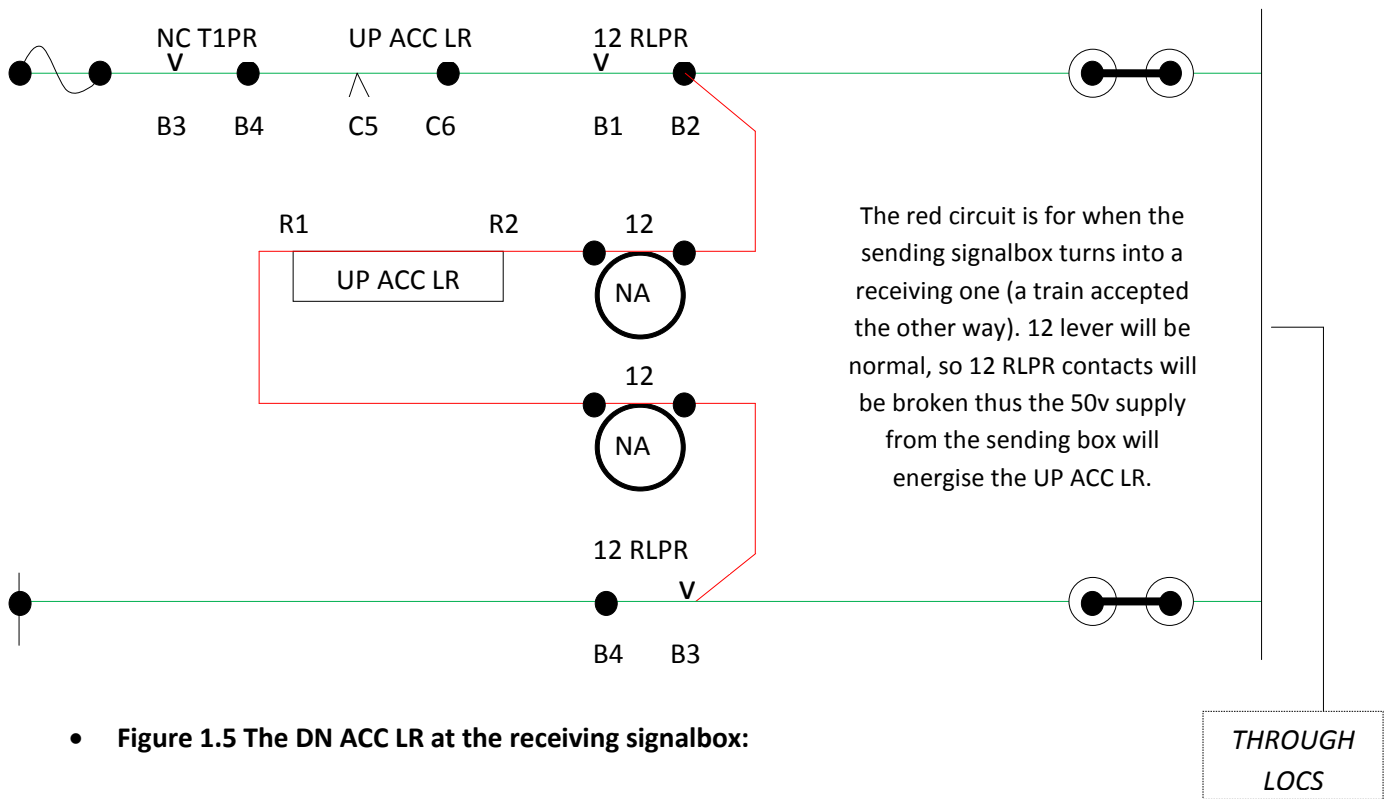 NC T1PR UP ACC LR 12 RLPR
V V
B3 B4 C5 C6 B1 B2
R1 R2 12
UP ACC LR
NA
12
NA
12 RLPR
V
B4 B3
The red circuit is for when the
sending signalbox turns into a
receiving one (a train accepted
the other way). 12 lever will be
normal, so 12 RLPR contacts will
be broken thus the 50v supply
from the sending box will
energise the UP ACC LR.
• Figure 1.5 The DN ACC LR at the receiving signalbox:
THROUGH
LOCS